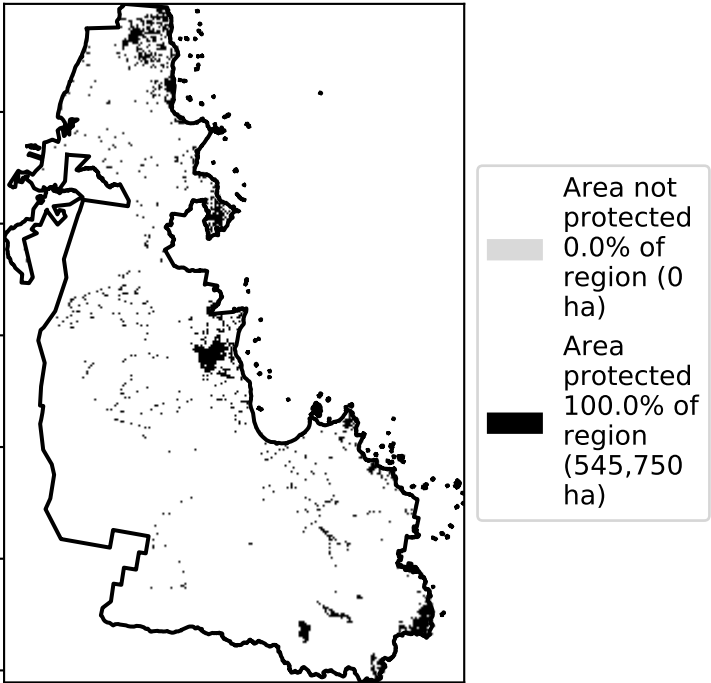 Area not
protected
0.0% of
region (0
ha)
Area
protected
100.0% of
region
(545,750
ha)